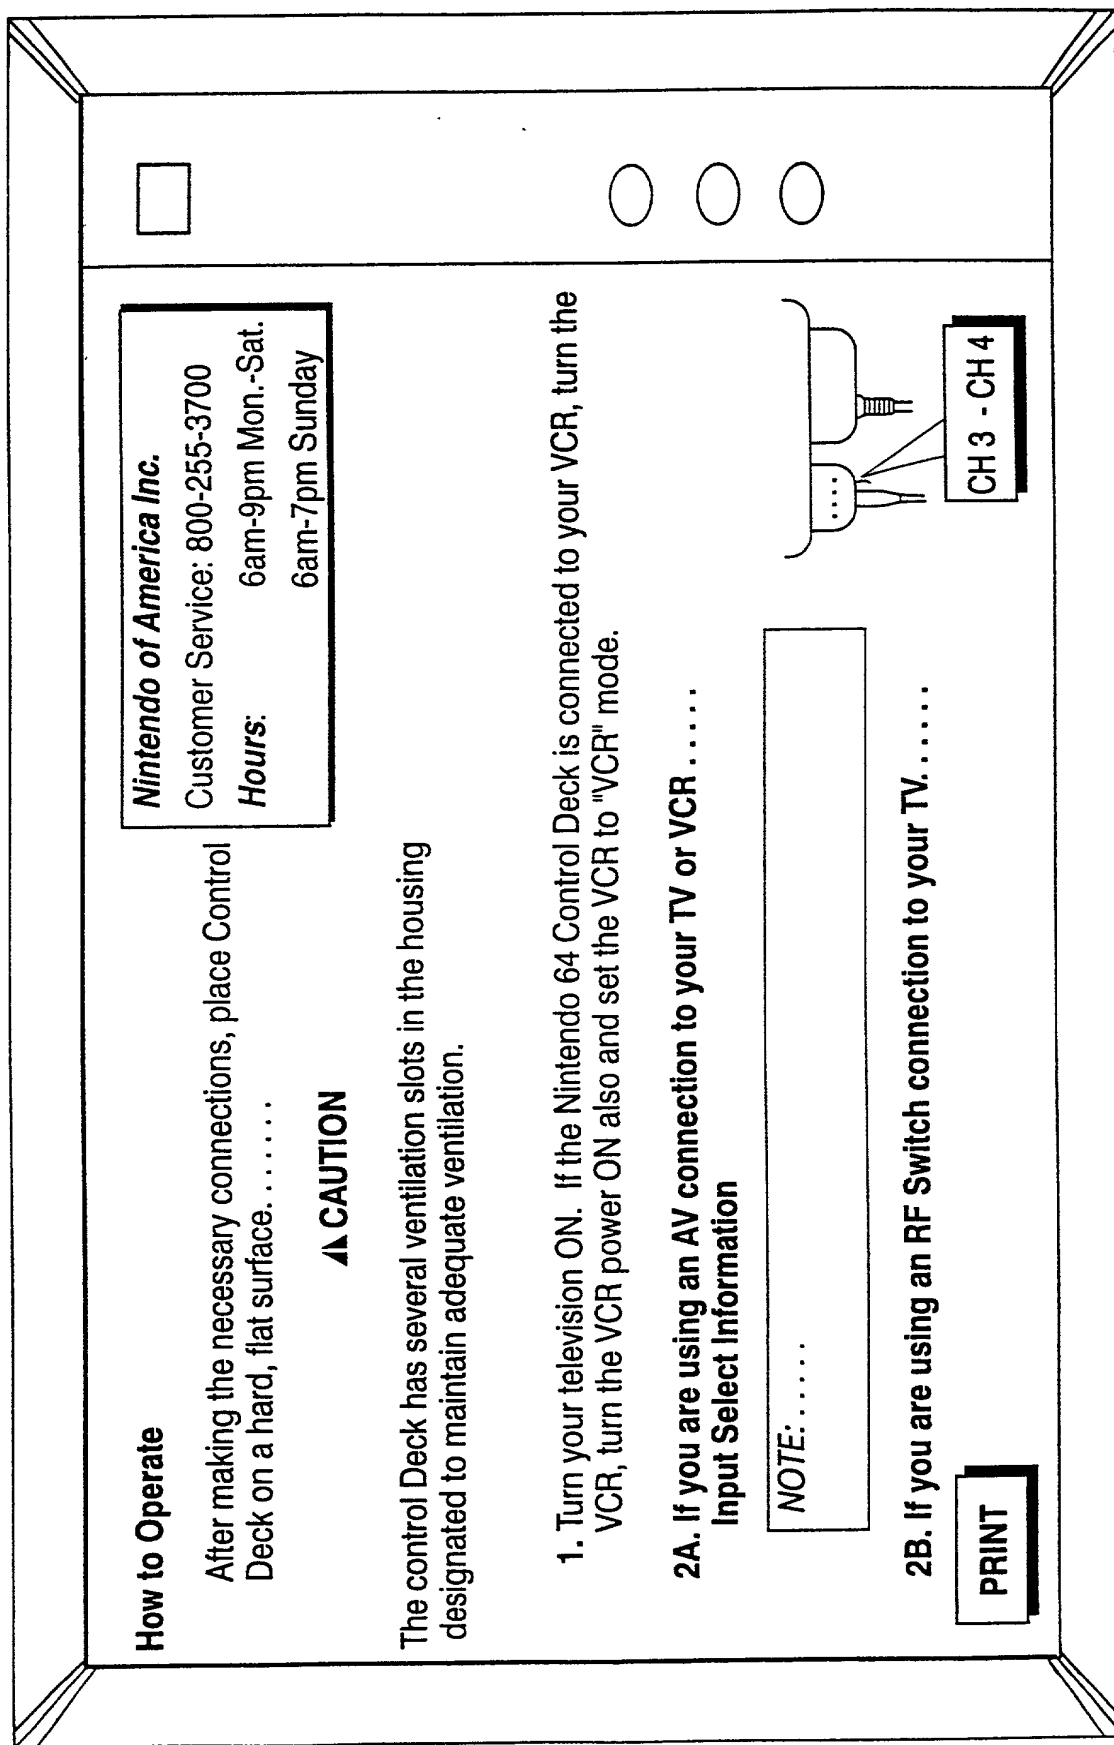 How to Operate
Nintendo of America Inc.
Customer Service: 800-255-3700
Hours: 6am-9pm Mon.-Sat.
6am-7pm Sunday
After making the necessary connections, place Control
Deck on a hard, flat surface.......
CAUTION
The control Deck has several ventilation slots in the housing
designated to maintain adequate ventilation.
1. Turn your television ON. If the Nintendo 64 Control Deck is connected to your VCR, turn the
VCR, turn the VCR power ON also and set the VCR to "VCR" mode.
2A. If you are using an AV connection to your TV or VCR.....
Input Select Information
NOTE:......
2B. If you are using an RF Switch connection to your TV......
CH 3 - CH 4
PRINT